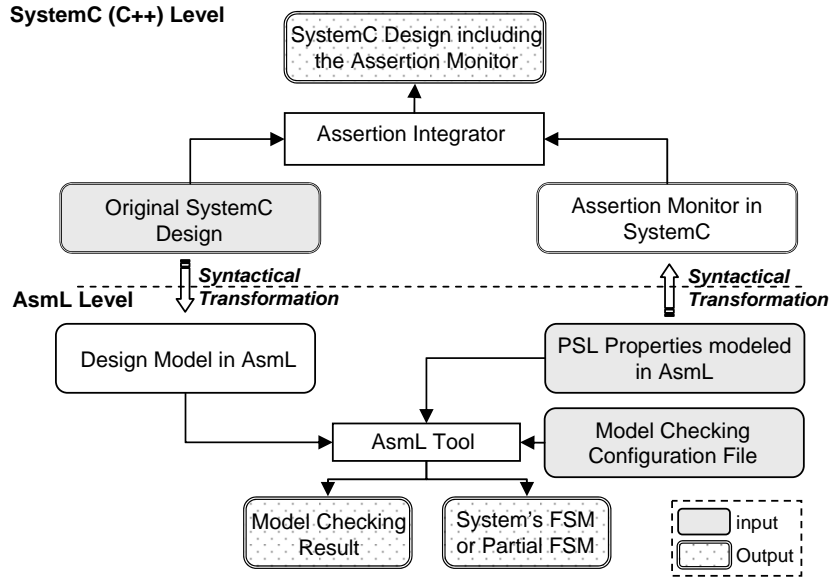 SystemC (C++) Level
SystemC Design including
the Assertion Monitor
Assertion Integrator
Original SystemC
Design
Assertion Monitor in
SystemC
Syntactical
Transformation
Syntactical
Transformation
AsmL Level
Design Model in AsmL
PSL Properties modeled
in AsmL
AsmL Tool
Model Checking
Configuration File
Model Checking
Result
System's FSM
or Partial FSM
input
Output